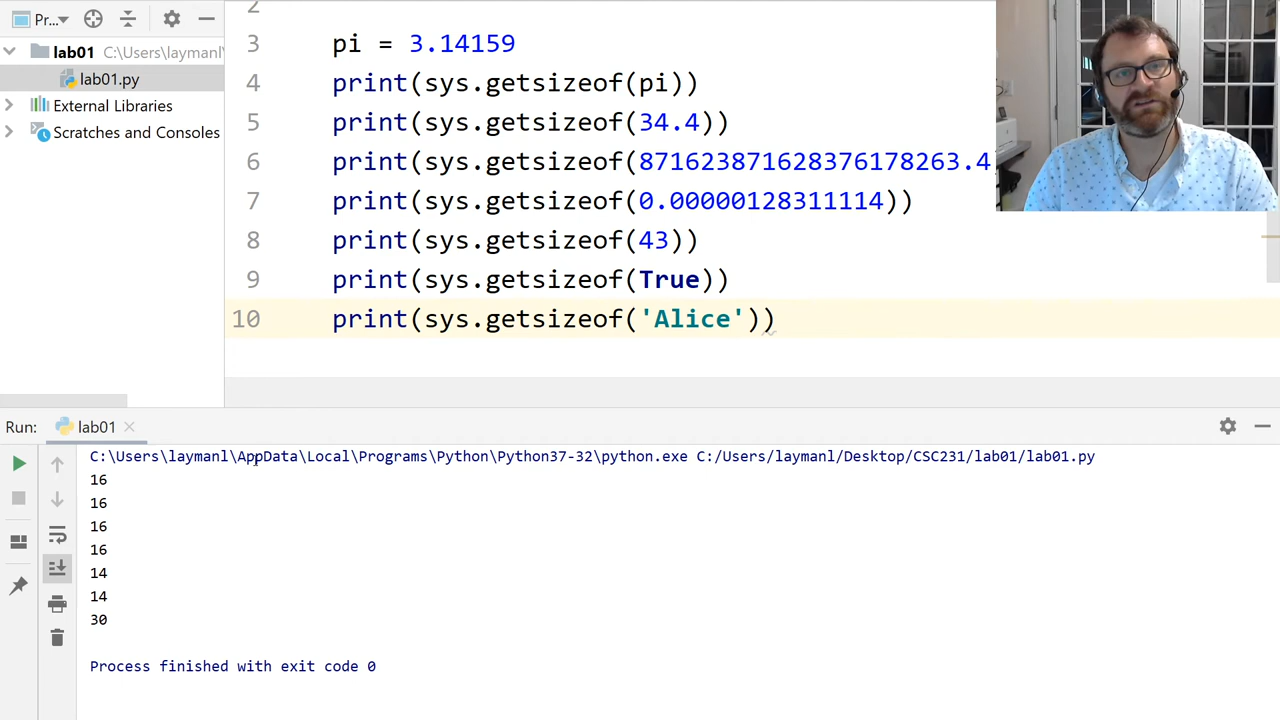 Pr...
lab01 C:\Users\laymanl\
lab01.py
External Libraries
Scratches and Consoles
2
3 pi = 3.14159
4 print(sys.getsizeof(pi))
5 print(sys.getsizeof(34.4))
6 print(sys.getsizeof(871623871628376178263.4
7 print(sys.getsizeof(0.00000128311114))
8 print(sys.getsizeof(43))
9 print(sys.getsizeof(True))
10 print(sys.getsizeof('Alice'))
Run: lab01
C:\Users\laymanl\AppData\Local\Programs\Python\Python37-32\python.exe C:/Users/laymanl/Desktop/CSC231/lab01/lab01.py
16
16
16
16
14
14
30
Process finished with exit code 0